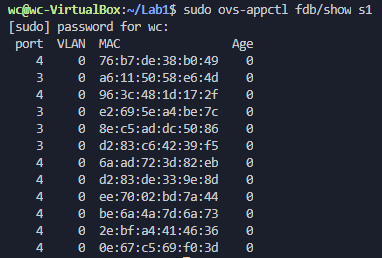 wc@wc-VirtualBox:~/Lab1$ sudo ovs-appctl fdb/show s1
[sudo] password for wc:
port VLAN MAC Age
4 0 76:b7:de:38:b0:49 0
3 0 a6:11:50:58:e6:4d 0
4 0 96:3c:48:1d:17:2f 0
3 0 e2:69:5e:a4:be:7c 0
3 0 8e:c5:ad:dc:50:86 0
3 0 d2:83:c6:42:39:f5 0
4 0 6a:ad:72:3d:82:eb 0
4 0 d2:83:de:33:9e:8d 0
4 0 ee:70:02:bd:7a:44 0
4 0 be:6a:4a:7d:6a:73 0
4 0 2e:bf:a4:41:46:36 0
4 0 0e:67:c5:69:f0:3d 0